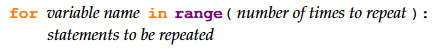 for variable name in range( number of times to repeat ):
statements to be repeated